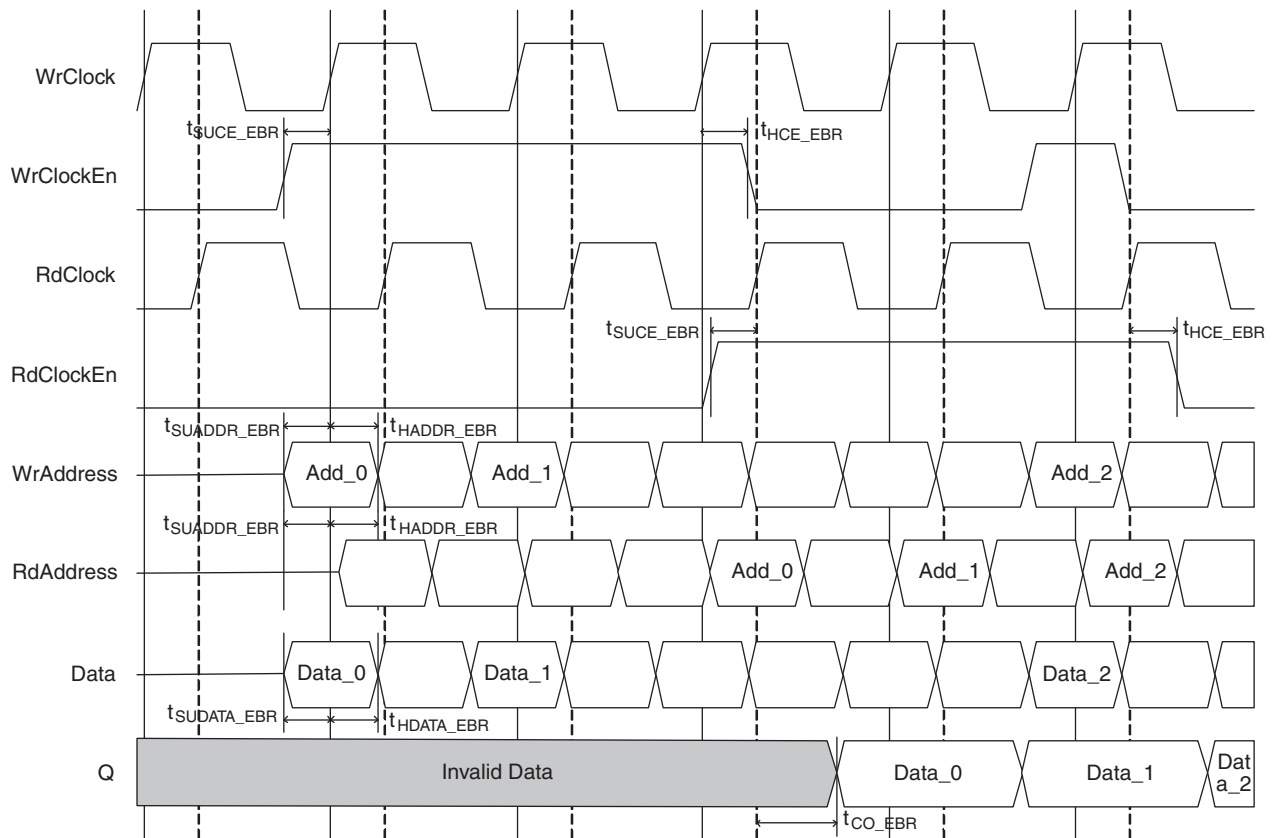 WrClock
tSUCE_EBR
tHCE_EBR
WrClockEn
RdClock
tSUCE_EBR
tHCE_EBR
RdClockEn
tSUADDR_EBR
tHADDR_EBR
WrAddress
Add_0
Add_1
Add_2
tSUADDR_EBR
tHADDR_EBR
RdAddress
Add_0
Add_1
Add_2
Data
Data_0
Data_1
Data_2
tSUDATA_EBR
tHDATA_EBR
Q
Invalid Data
Data_0
Data_1
Dat
a_2
tCO_EBR